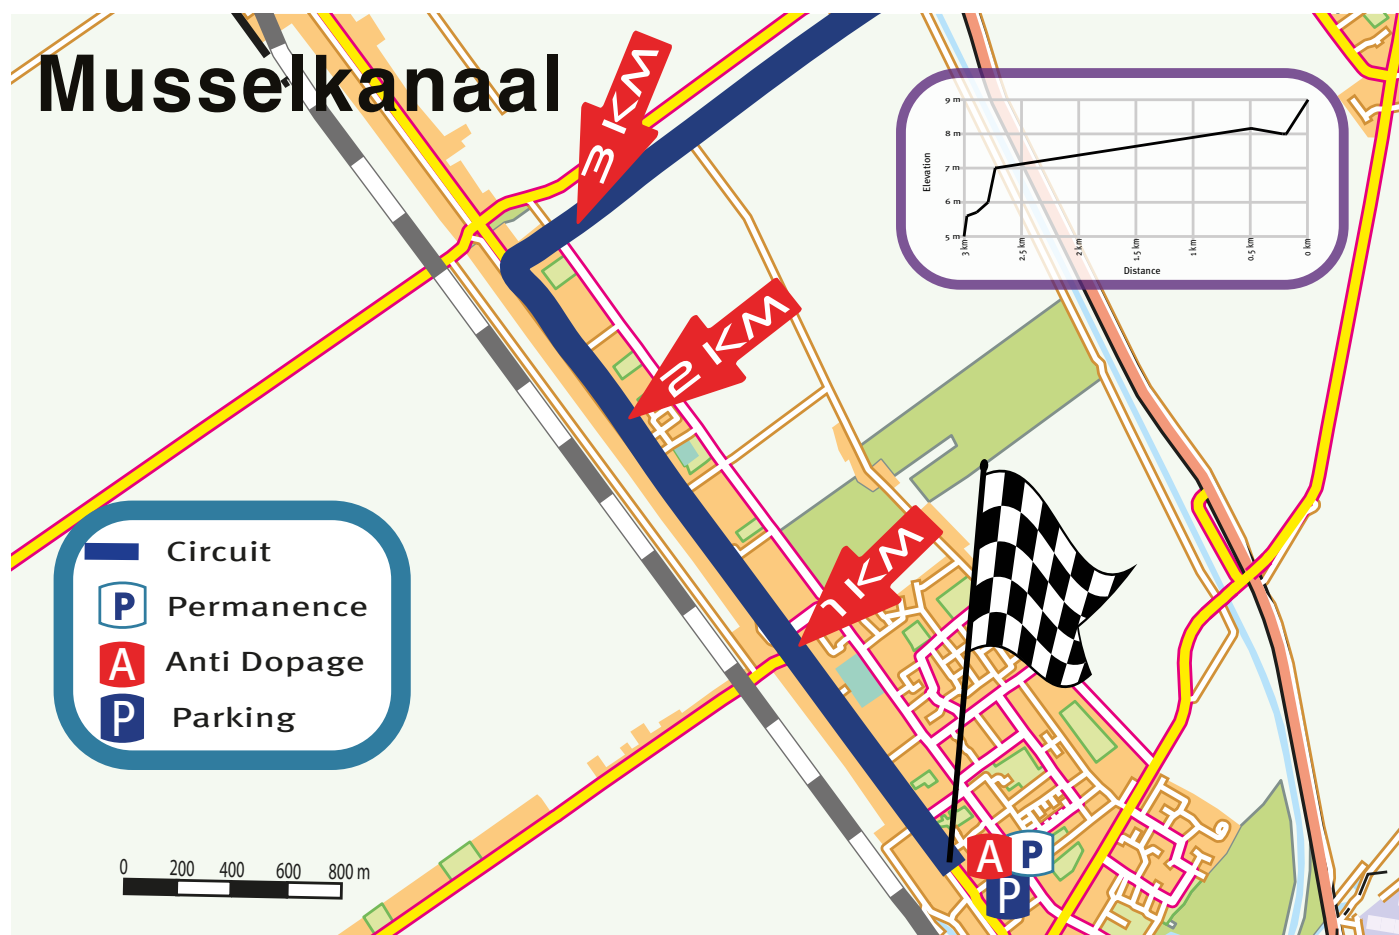 Musselkanaal
3 KM
2 KM
1 KM
9 m
8 m
7 m
6 m
5 m
Elevation
3 km
2.5 km
2 km
1.5 km
1 km
0.5 km
0 km
Distance
Circuit
P Permanence
A Anti Dopage
P Parking
A P
P
0 200 400 600 800 m